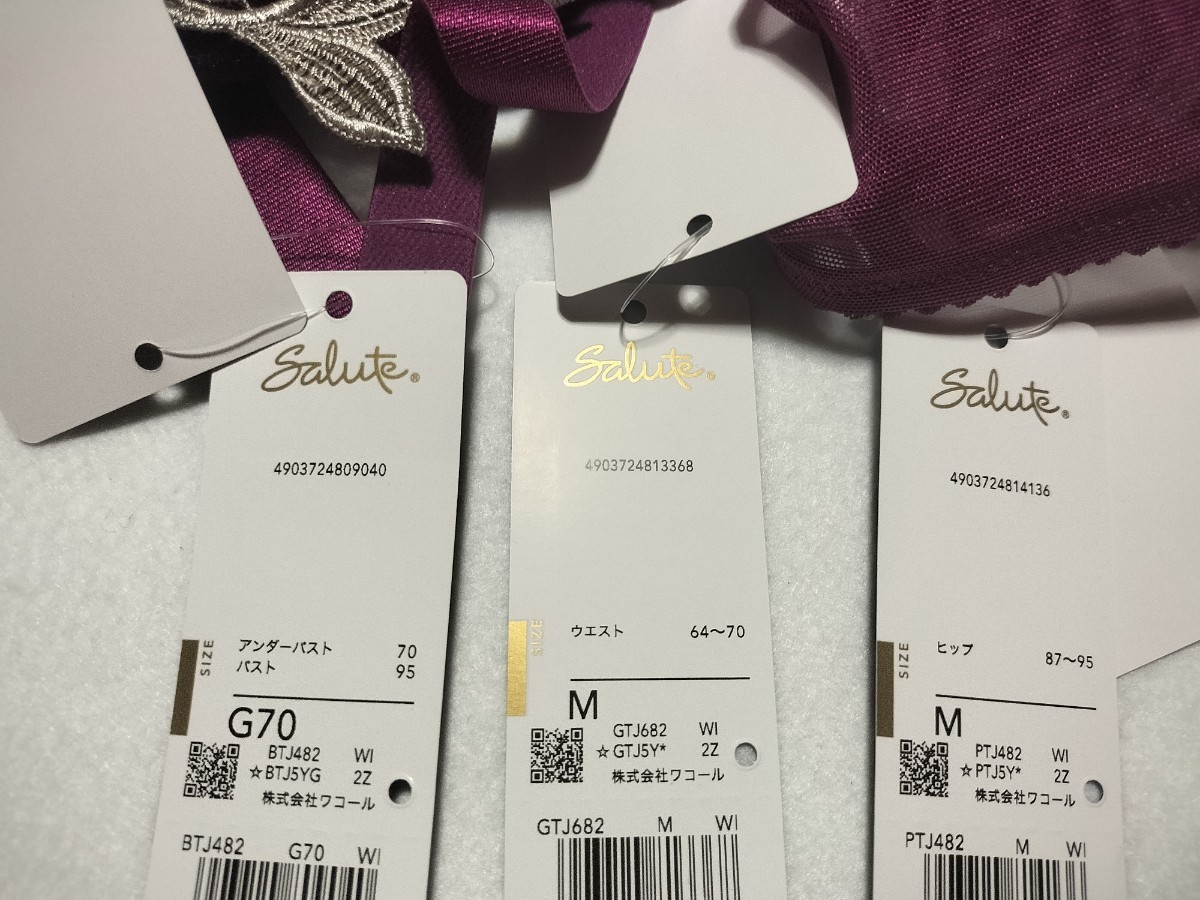 Salute®
4903724809040
SIZE
アンダーバスト 70
バスト 95
G70
BTJ482 WI
☆BTJ5YG 2Z
株式会社ワコール
BTJ482 G70 WI
Salute®
4903724813368
SIZE
ウエスト 64～70
M
GTJ682 WI
☆GTJ5Y* 2Z
株式会社ワコール
GTJ682 M WI
Salute®
4903724814136
SIZE
ヒップ 87～95
M
PTJ482 WI
☆PTJ5Y* 2Z
株式会社ワコール
PTJ482 M WI